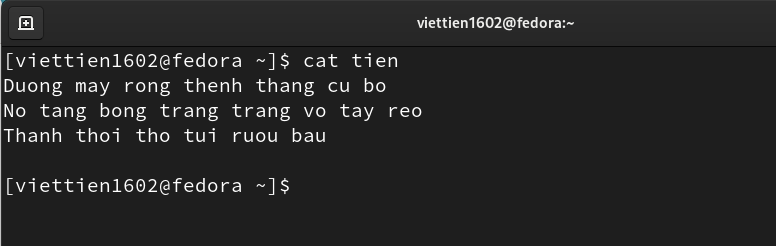 viettien1602@fedora:~
[viettien1602@fedora ~]$ cat tien
Duong may rong thenh thang cu bo
No tang bong trang trang vo tay reo
Thanh thoi tho tui ruou bau
[viettien1602@fedora ~]$